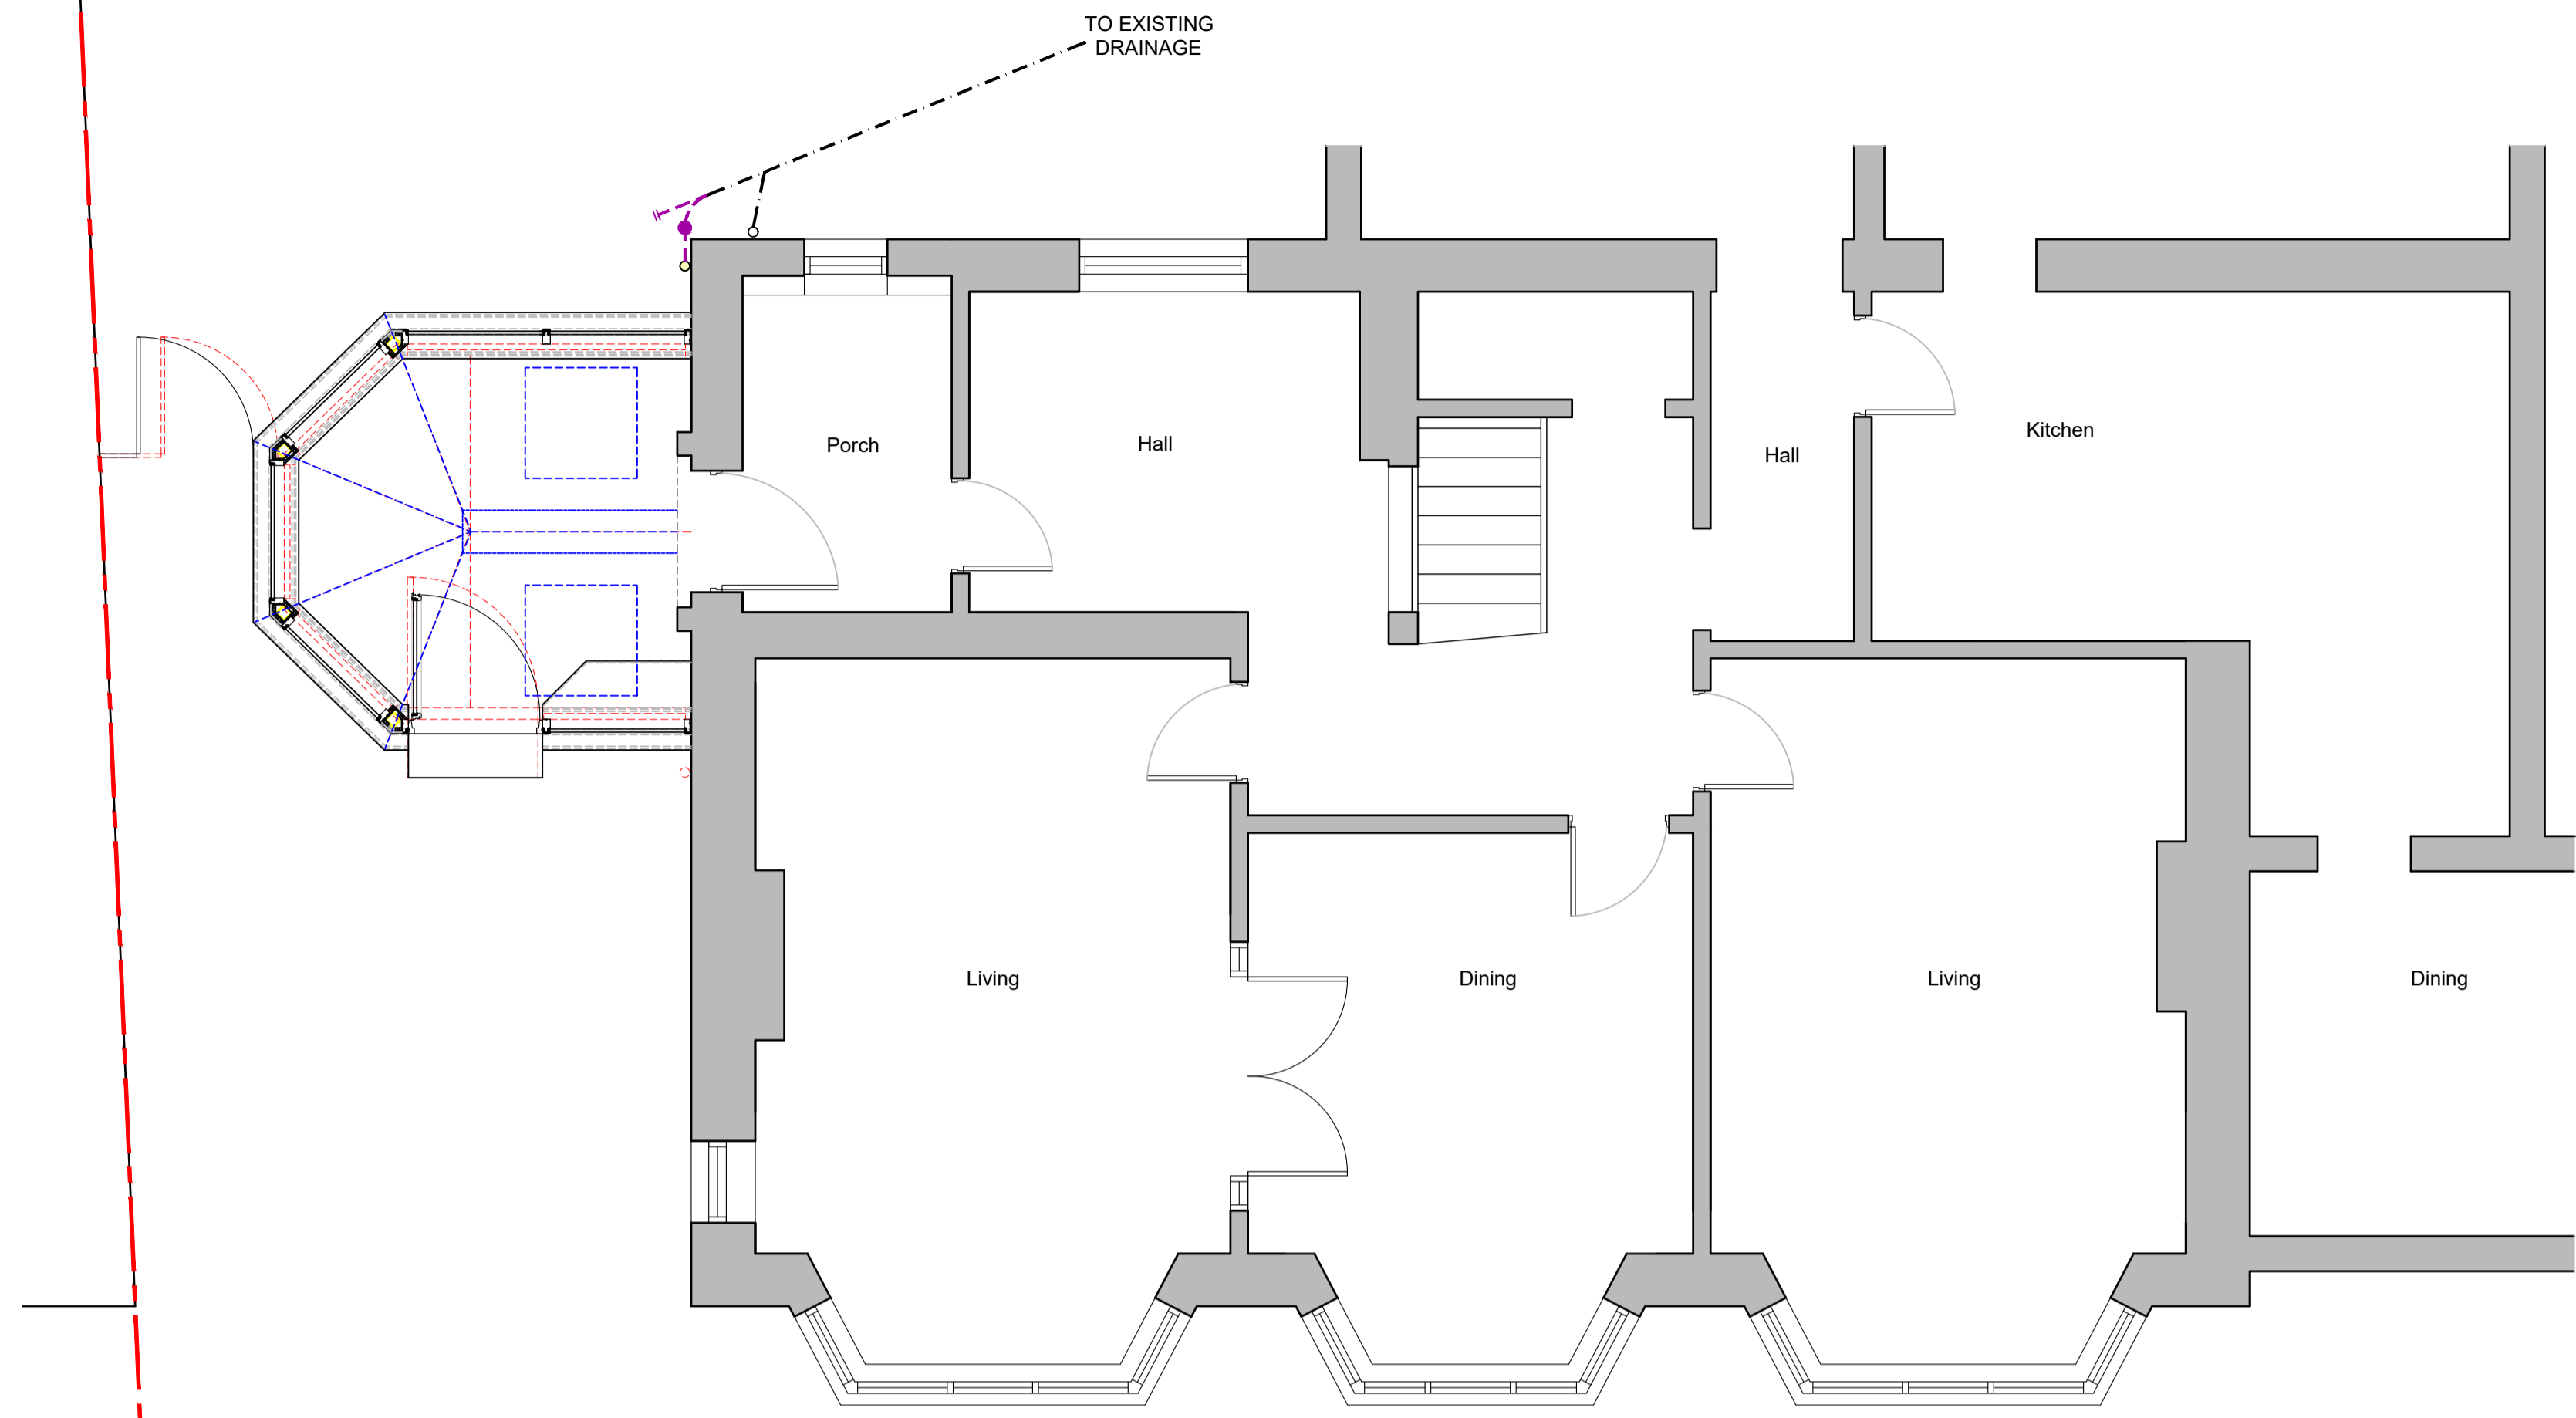 TO EXISTING
DRAINAGE
Porch
Hall
Hall
Kitchen
Living
Dining
Living
Dining